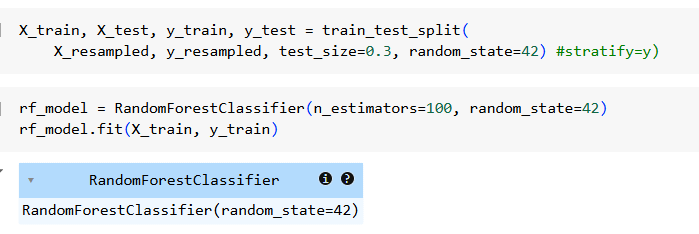 X_train, X_test, y_train, y_test = train_test_split(
    X_resampled, y_resampled, test_size=0.3, random_state=42) #stratify=y)
rf_model = RandomForestClassifier(n_estimators=100, random_state=42)
rf_model.fit(X_train, y_train)
RandomForestClassifier i ?
RandomForestClassifier(random_state=42)